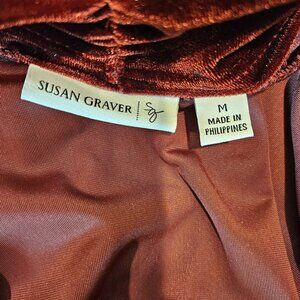 SUSAN GRAVER
Sg
M
MADE IN
PHILIPPINES